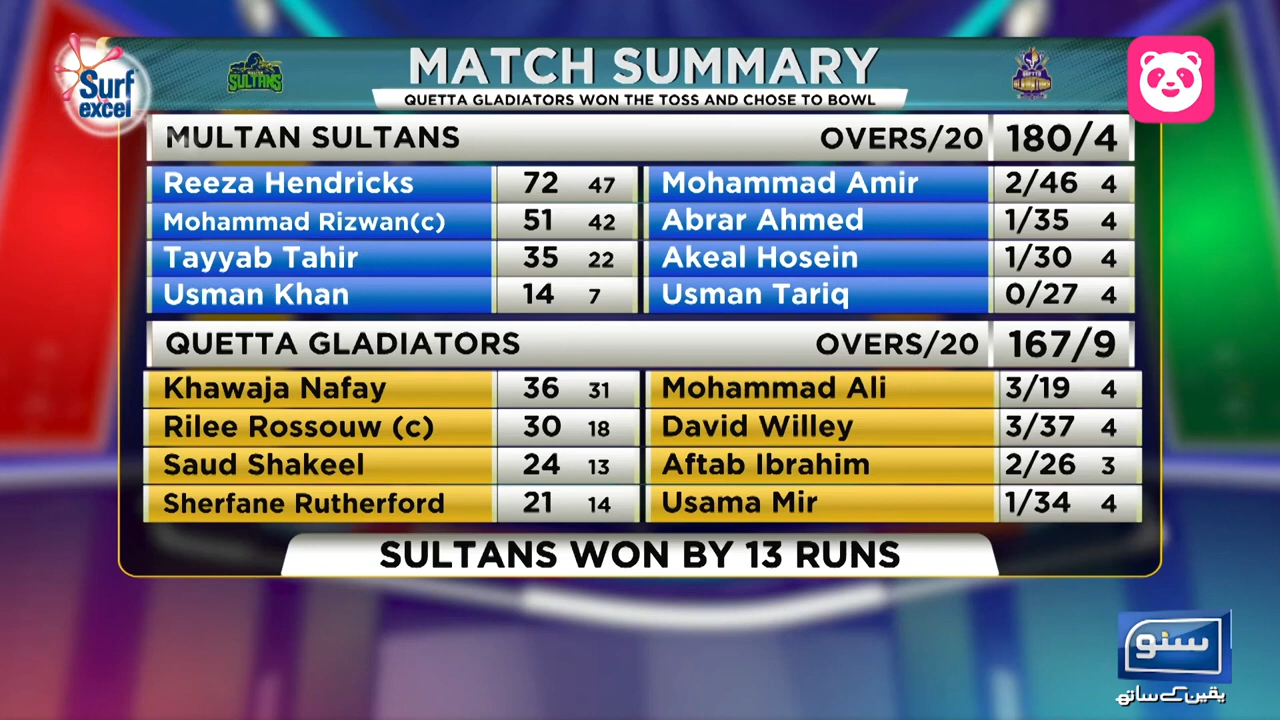 Surf
excel
SULTANS
MATCH SUMMARY
QUETTA GLADIATORS WON THE TOSS AND CHOSE TO BOWL
MULTAN SULTANS OVERS/20 180/4
Reeza Hendricks 72 47 Mohammad Amir 2/46 4
Mohammad Rizwan(c) 51 42 Abrar Ahmed 1/35 4
Tayyab Tahir 35 22 Akeal Hosein 1/30 4
Usman Khan 14 7 Usman Tariq 0/27 4
QUETTA GLADIATORS OVERS/20 167/9
Khawaja Nafay 36 31 Mohammad Ali 3/19 4
Rilee Rossouw (c) 30 18 David Willey 3/37 4
Saud Shakeel 24 13 Aftab Ibrahim 2/26 3
Sherfane Rutherford 21 14 Usama Mir 1/34 4
SULTANS WON BY 13 RUNS
سنو
یقین کے ساتھ